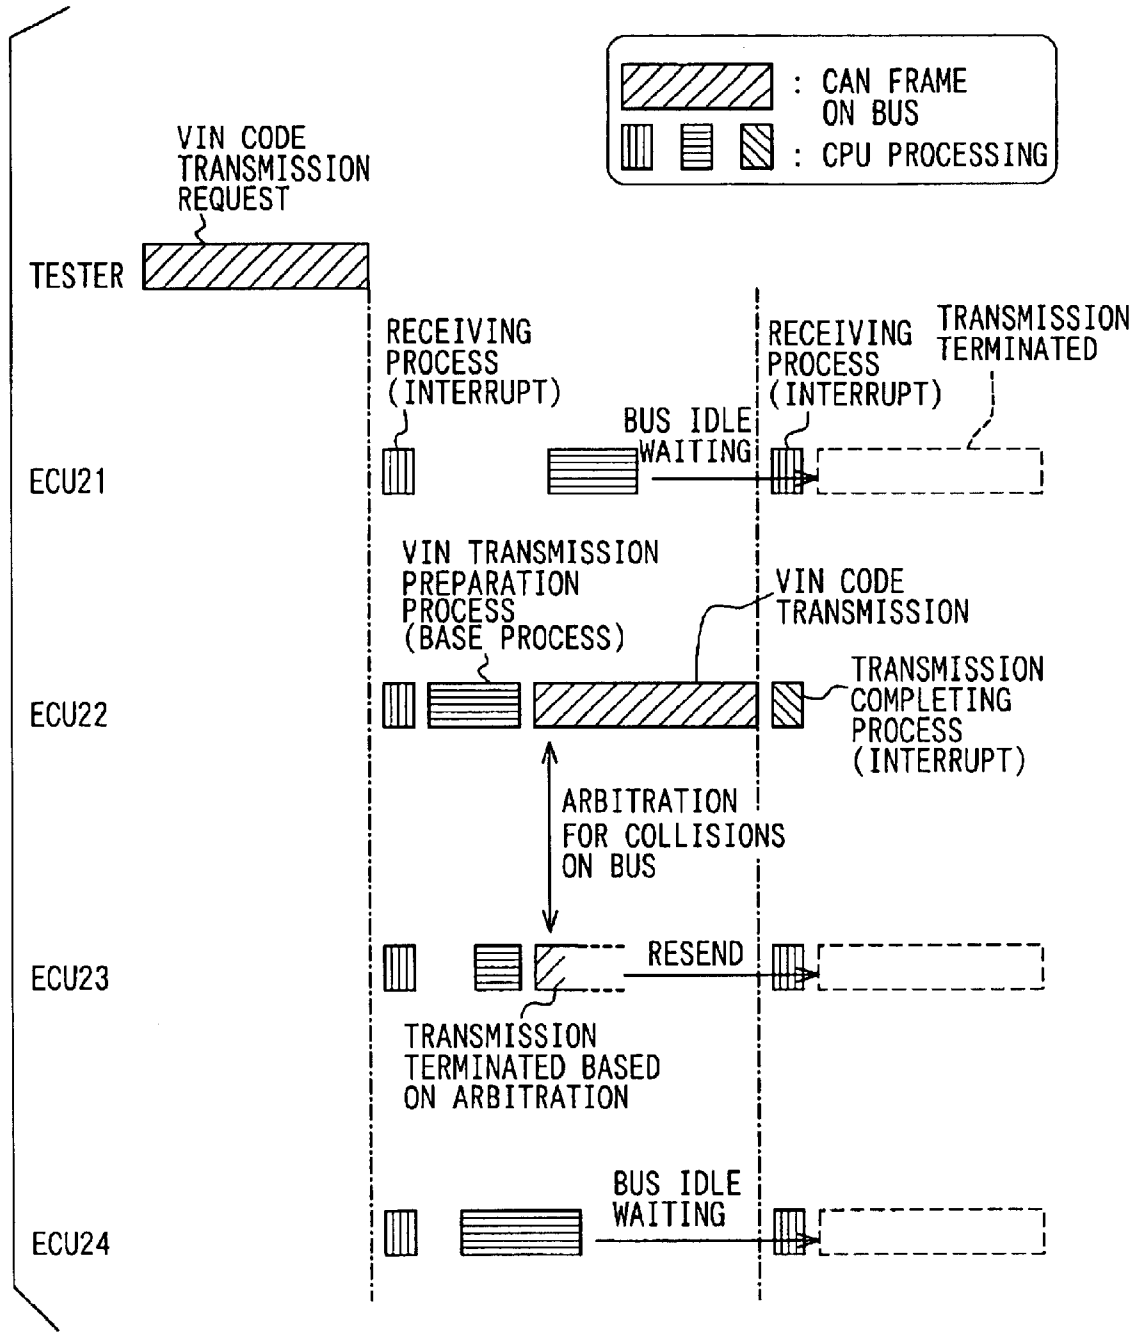 : CAN FRAME
ON BUS
: CPU PROCESSING
VIN CODE
TRANSMISSION
REQUEST
TESTER
RECEIVING
PROCESS
(INTERRUPT)
RECEIVING
PROCESS
(INTERRUPT)
TRANSMISSION
TERMINATED
BUS IDLE
WAITING
ECU21
VIN TRANSMISSION
PREPARATION
PROCESS
(BASE PROCESS)
VIN CODE
TRANSMISSION
ECU22
TRANSMISSION
COMPLETING
PROCESS
(INTERRUPT)
ARBITRATION
FOR COLLISIONS
ON BUS
ECU23
RESEND
TRANSMISSION
TERMINATED BASED
ON ARBITRATION
BUS IDLE
WAITING
ECU24